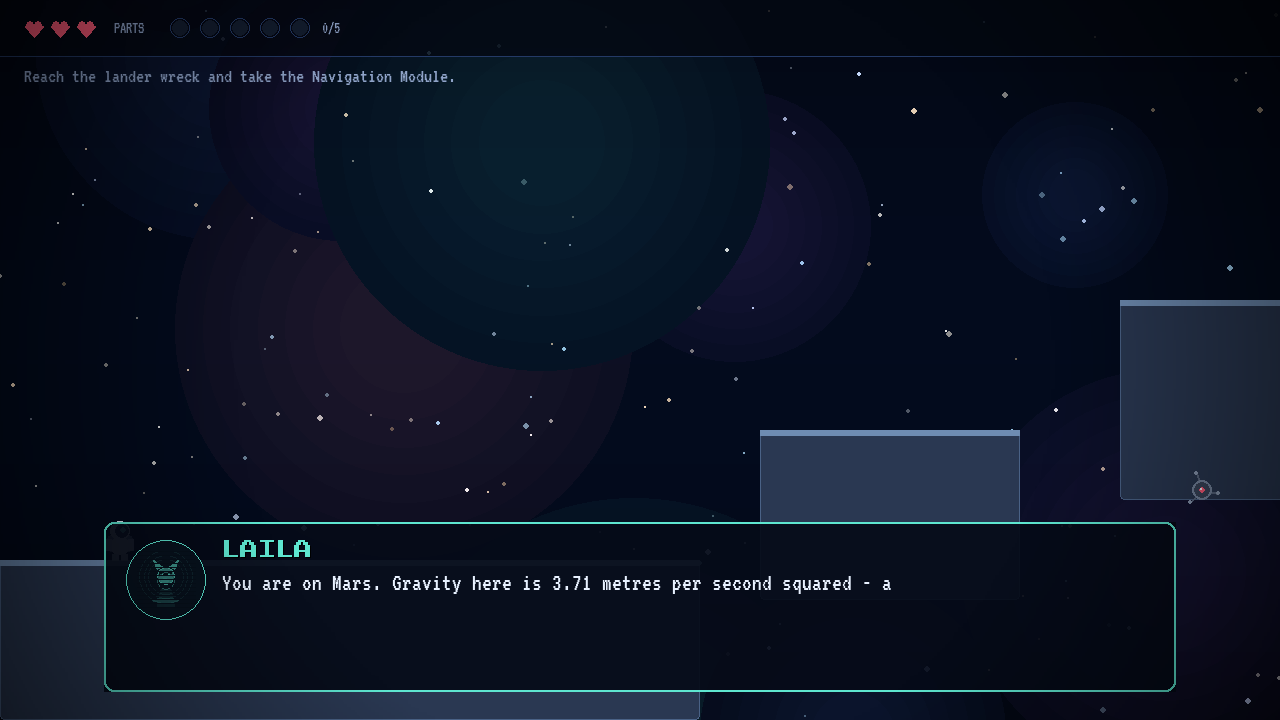 PARTS 0/5
Reach the lander wreck and take the Navigation Module.
LAILA
You are on Mars. Gravity here is 3.71 metres per second squared - a